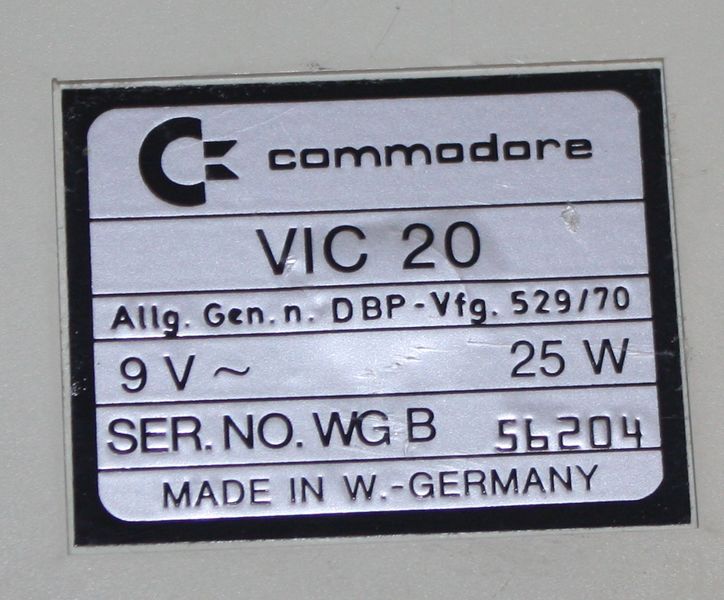 commodore
VIC 20
Allg. Gen. n. DBP-Vfg. 529/70
9 V ~ 25 W
SER. NO. WG B 56204
MADE IN W.-GERMANY